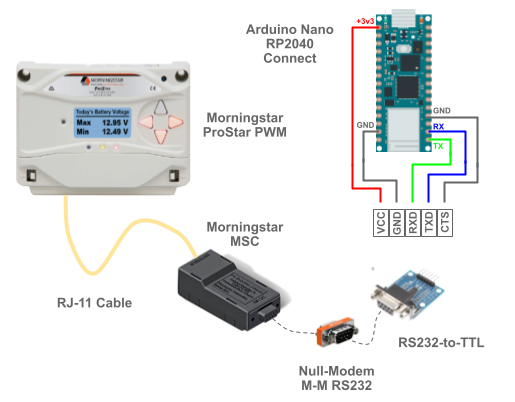 Arduino Nano
RP2040
Connect
+3v3
GND
GND
RX
TX
VCC
GND
RXD
TXD
CTS
MORNINGSTAR
ProStar
Today's Battery Voltage
Max 12.95 V
Min 12.49 V
Morningstar
ProStar PWM
Morningstar
MSC
RJ-11 Cable
RS232-to-TTL
Null-Modem
M-M RS232